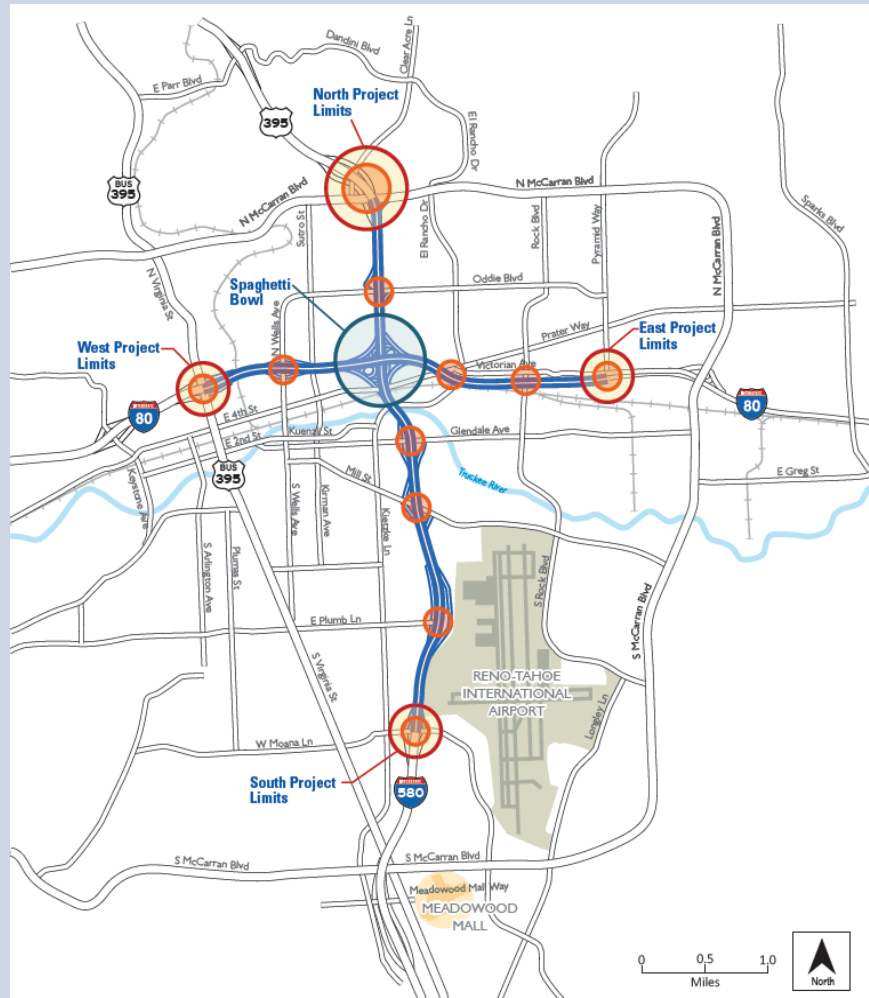 Dandini Blvd
Clear Acre Ln
E Parr Blvd
North Project
Limits
395
395
El Rancho Dr
BUS
395
N McCarran Blvd
N McCarran Blvd
Sutro St
El Rancho Dr
Rock Blvd
Pyramid Way
N McCarran Blvd
Sparks Blvd
N Virginia St
Spaghetti
Bowl
Oddie Blvd
N Wells Ave
Prater Way
East Project
Limits
West Project
Limits
Victorian Ave
80
80
E 4th St
E 2nd St
Kuenzli St
Glendale Ave
Keystone Ave
BUS
395
Mill St
Truckee River
E Greg St
S Wells Ave
Kirman Ave
Kietzke Ln
S Arlington Ave
Plumas St
S Rock Blvd
E Plumb Ln
S McCarran Blvd
S Virginia St
RENO-TAHOE
INTERNATIONAL
AIRPORT
Longley Ln
W Moana Ln
South Project
Limits
580
S McCarran Blvd
S McCarran Blvd
Meadowood Mall Way
MEADOWOOD
MALL
0
0.5
1.0
Miles
North